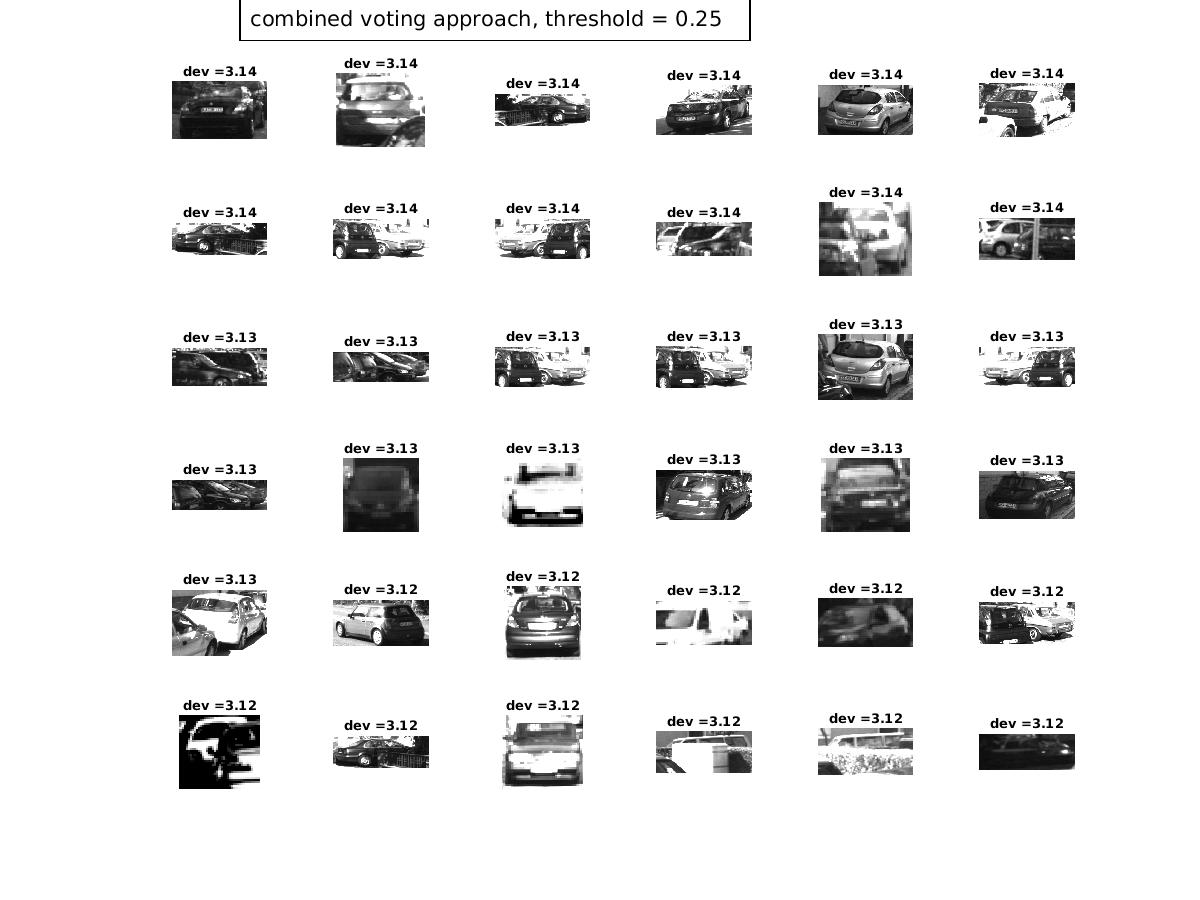 combined voting approach, threshold = 0.25
dev =3.14 dev =3.14 dev =3.14 dev =3.14 dev =3.14 dev =3.14
dev =3.14 dev =3.14 dev =3.14 dev =3.14 dev =3.14 dev =3.14
dev =3.13 dev =3.13 dev =3.13 dev =3.13 dev =3.13 dev =3.13
dev =3.13 dev =3.13 dev =3.13 dev =3.13 dev =3.13 dev =3.13
dev =3.13 dev =3.12 dev =3.12 dev =3.12 dev =3.12 dev =3.12
dev =3.12 dev =3.12 dev =3.12 dev =3.12 dev =3.12 dev =3.12